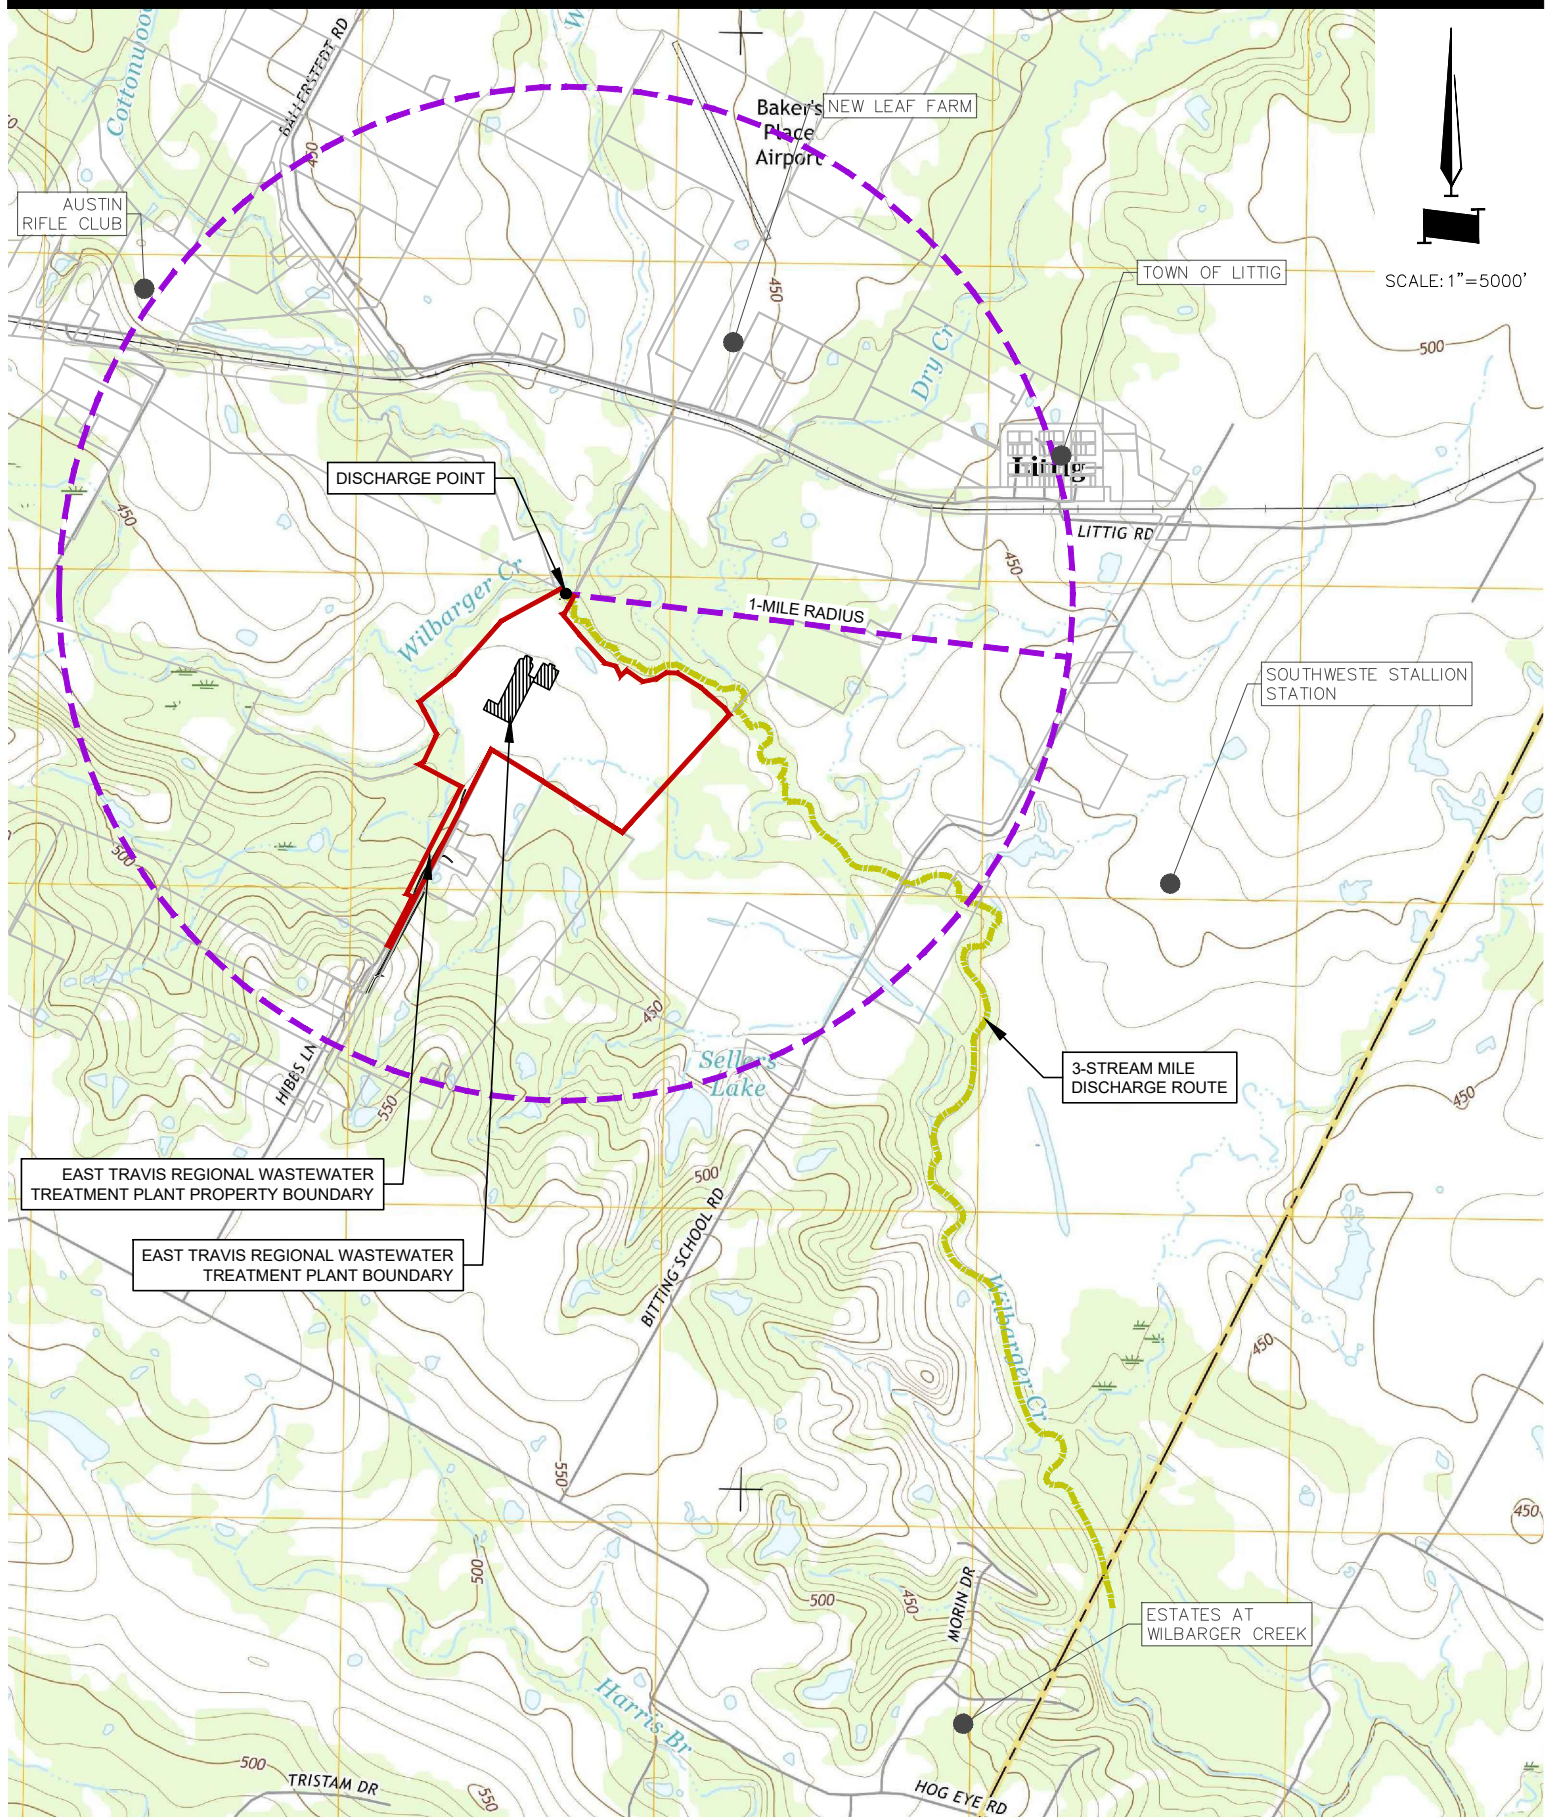 Cottonwoo
BALLERSTEDT RD
W
Baker's
Place
Airport
NEW LEAF FARM
450
AUSTIN
RIFLE CLUB
TOWN OF LITTIG
SCALE: 1"=5000'
450
500
Dry Cr
Littig
DISCHARGE POINT
450
LITTIG RD
450
Wilbarger Cr
1-MILE RADIUS
SOUTHWESTE STALLION
STATION
500
450
Sellers
Lake
HIBBS LN
550
3-STREAM MILE
DISCHARGE ROUTE
450
EAST TRAVIS REGIONAL WASTEWATER
TREATMENT PLANT PROPERTY BOUNDARY
500
EAST TRAVIS REGIONAL WASTEWATER
TREATMENT PLANT BOUNDARY
BITTING SCHOOL RD
Wilbarger Cr
450
550
450
500
500
450
MORIN DR
ESTATES AT
WILBARGER CREEK
Harris Br
500
TRISTAM DR
550
HOG EYE RD